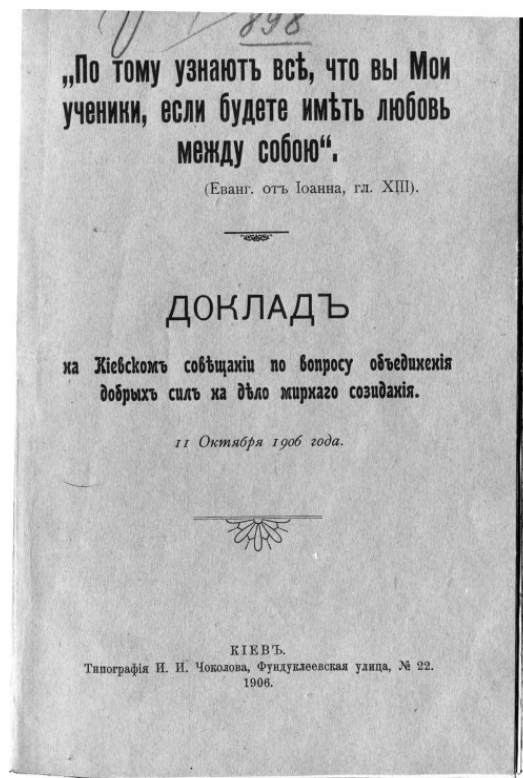 898
„По тому узнаютъ всѣ, что вы Мои
ученики, если будете имѣть любовь
между собою“.
(Еванг. отъ Іоанна, гл. XIII).
ДОКЛАДЪ
на Кіевскомъ совѣщаніи по вопросу объединенія
добрыхъ силъ на дѣло мирнаго созиданія.
11 Октября 1906 года.
КІЕВЪ.
Типографія И. И. Чоколова, Фундуклеевская улица, № 22.
1906.